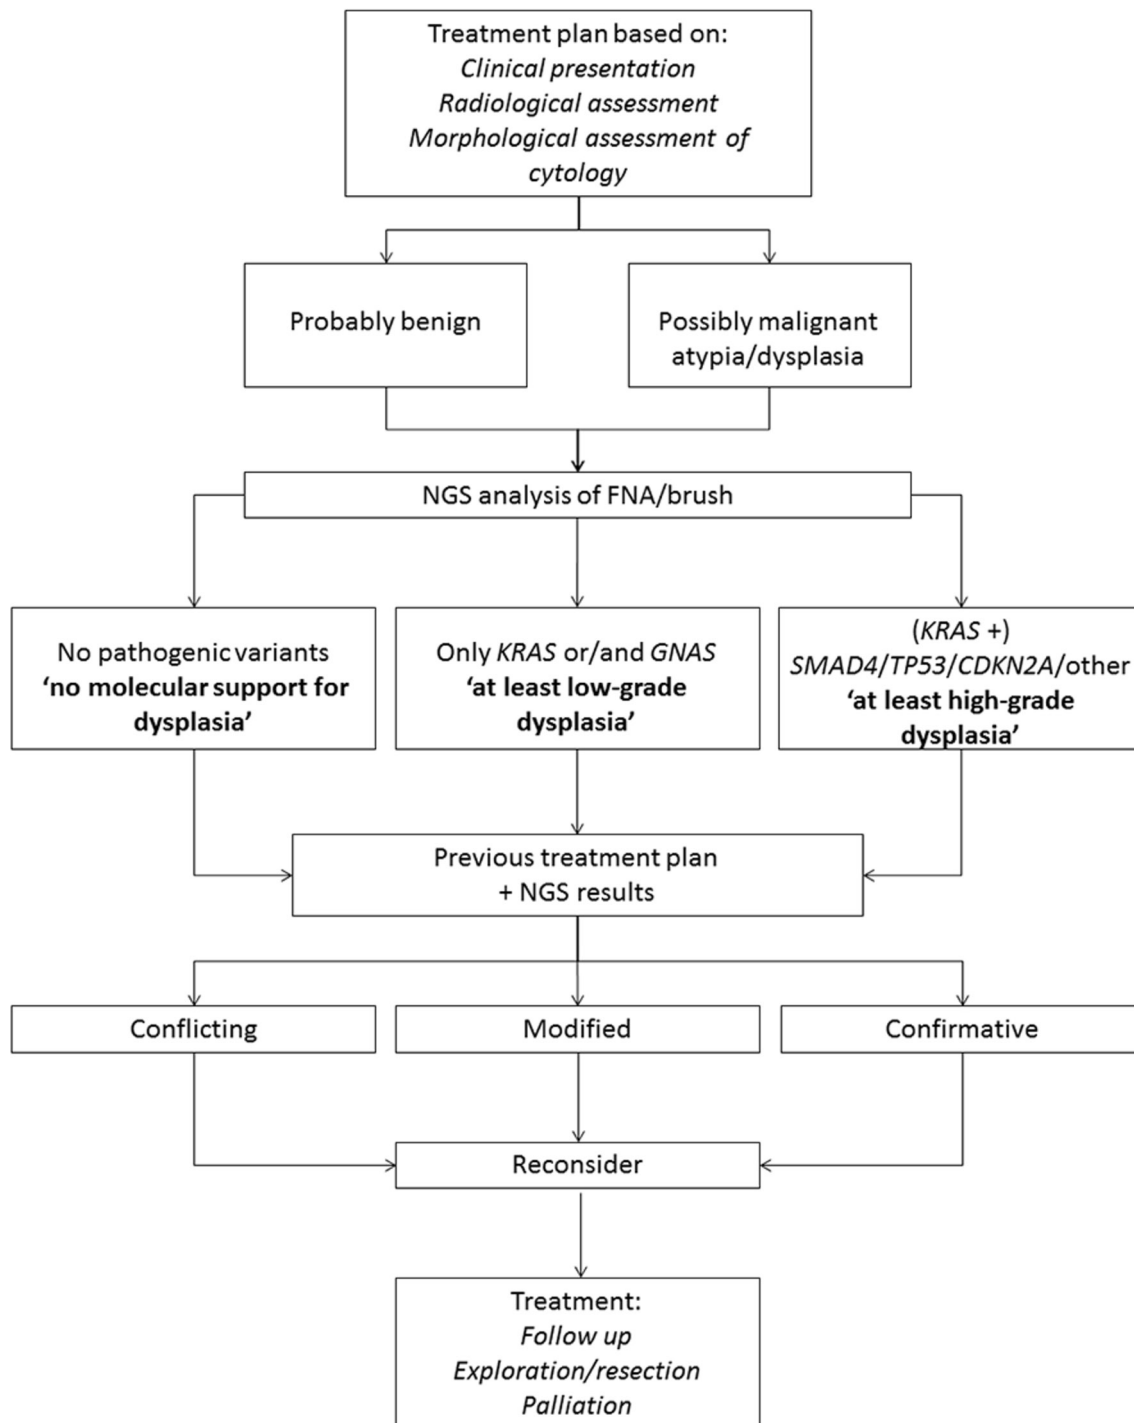 Treatment plan based on:
Clinical presentation
Radiological assessment
Morphological assessment of
cytology
Probably benign
Possibly malignant
atypia/dysplasia
NGS analysis of FNA/brush
No pathogenic variants
‘no molecular support for
dysplasia’
Only KRAS or/and GNAS
‘at least low-grade
dysplasia’
(KRAS +)
SMAD4/TP53/CDKN2A/other
‘at least high-grade
dysplasia’
Previous treatment plan
+ NGS results
Conflicting
Modified
Confirmative
Reconsider
Treatment:
Follow up
Exploration/resection
Palliation